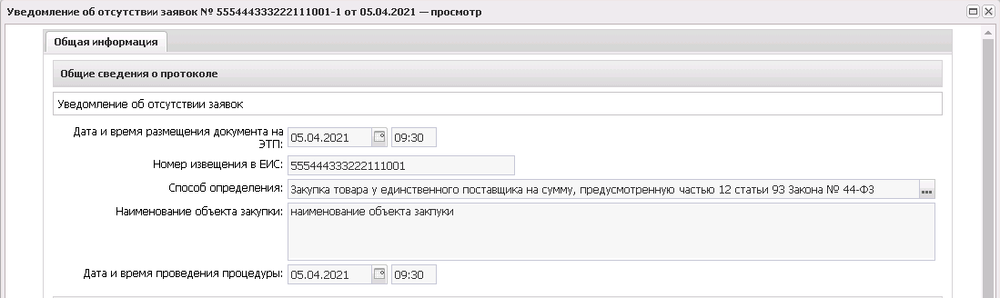 Уведомление об отсутствии заявок № 555444333222111001-1 от 05.04.2021 — просмотр
Общая информация
Общие сведения о протоколе
Уведомление об отсутствии заявок
Дата и время размещения документа на
ЭТП: 05.04.2021 09:30
Номер извещения в ЕИС: 555444333222111001
Способ определения: Закупка товара у единственного поставщика на сумму, предусмотренную частью 12 статьи 93 Закона № 44-ФЗ ...
Наименование объекта закупки: наименование объекта закпуки
Дата и время проведения процедуры: 05.04.2021 09:30